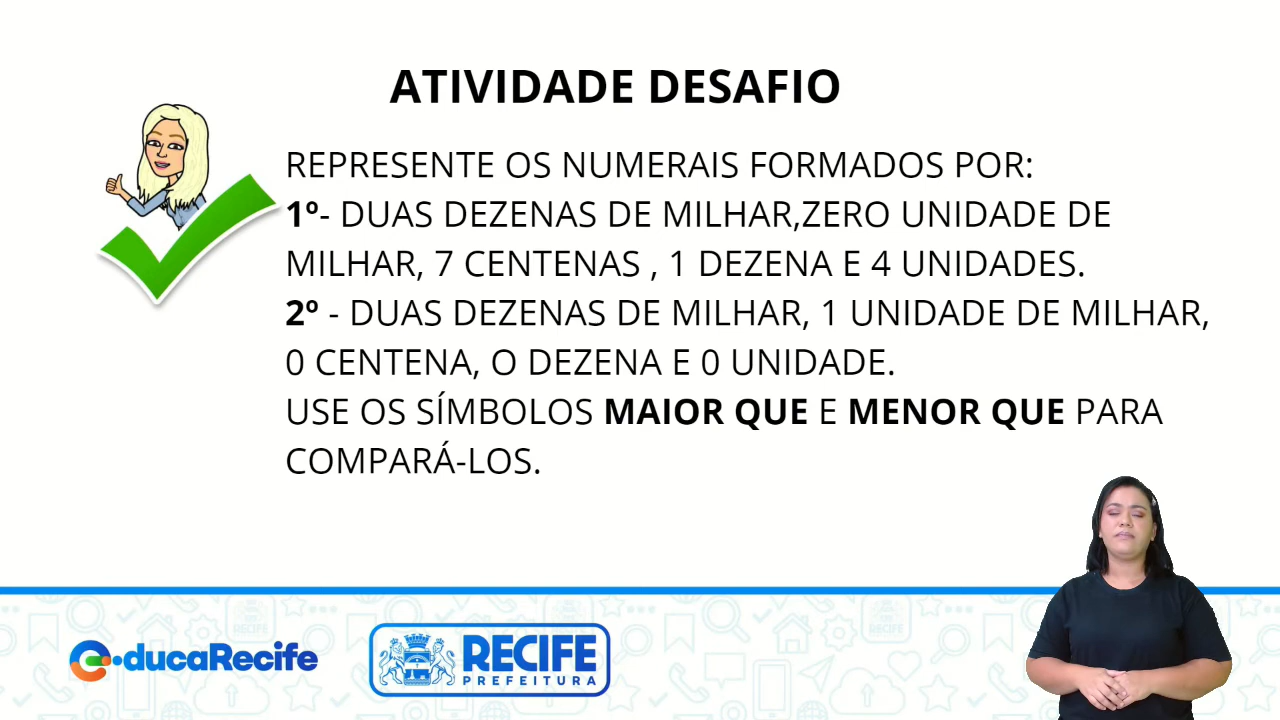 ATIVIDADE DESAFIO
REPRESENTE OS NUMERAIS FORMADOS POR:
1º- DUAS DEZENAS DE MILHAR,ZERO UNIDADE DE
MILHAR, 7 CENTENAS , 1 DEZENA E 4 UNIDADES.
2º - DUAS DEZENAS DE MILHAR, 1 UNIDADE DE MILHAR,
0 CENTENA, O DEZENA E 0 UNIDADE.
USE OS SÍMBOLOS MAIOR QUE E MENOR QUE PARA
COMPARÁ-LOS.
e·ducaRecife
RECIFE
PREFEITURA